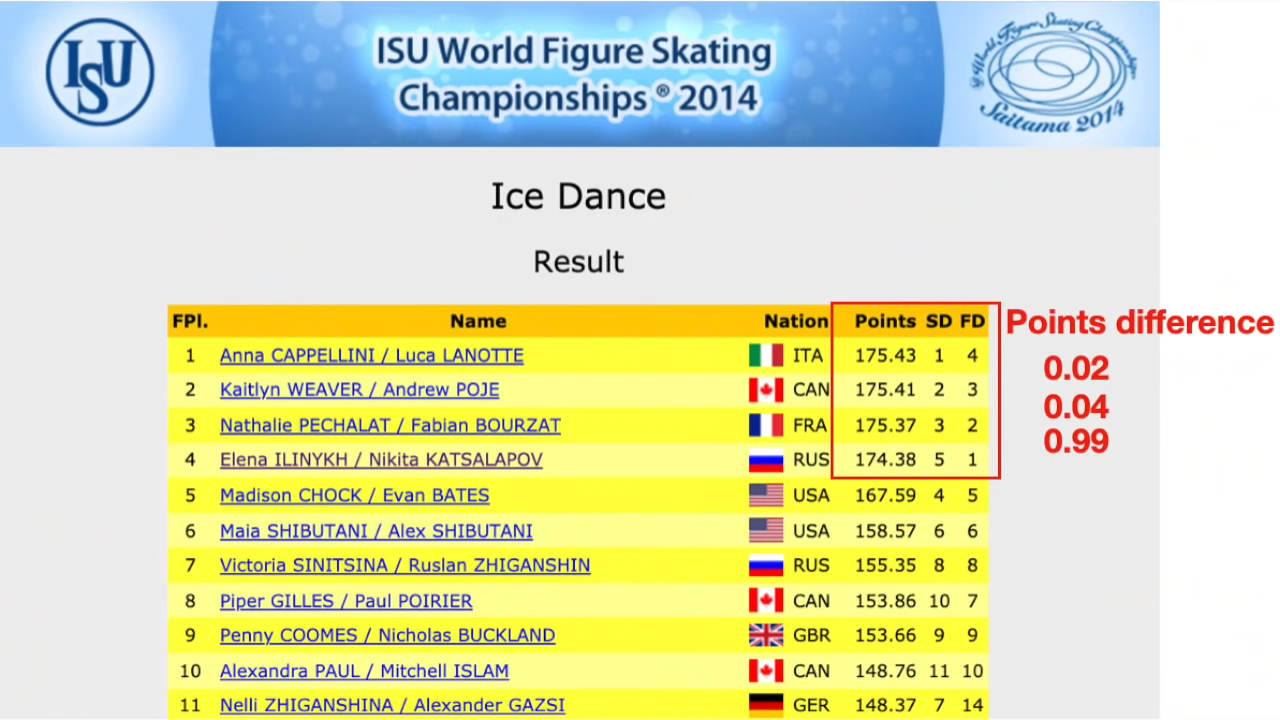 ISU
ISU World Figure Skating
Championships ® 2014
World Figure Skating Championships
Saitama 2014
Ice Dance
Result
FPl. Name Nation Points SD FD Points difference
1 Anna CAPPELLINI / Luca LANOTTE ITA 175.43 1 4
0.02
2 Kaitlyn WEAVER / Andrew POJE CAN 175.41 2 3
0.04
3 Nathalie PECHALAT / Fabian BOURZAT FRA 175.37 3 2
0.99
4 Elena ILINYKH / Nikita KATSALAPOV RUS 174.38 5 1
5 Madison CHOCK / Evan BATES USA 167.59 4 5
6 Maia SHIBUTANI / Alex SHIBUTANI USA 158.57 6 6
7 Victoria SINITSINA / Ruslan ZHIGANSHIN RUS 155.35 8 8
8 Piper GILLES / Paul POIRIER CAN 153.86 10 7
9 Penny COOMES / Nicholas BUCKLAND GBR 153.66 9 9
10 Alexandra PAUL / Mitchell ISLAM CAN 148.76 11 10
11 Nelli ZHIGANSHINA / Alexander GAZSI GER 148.37 7 14